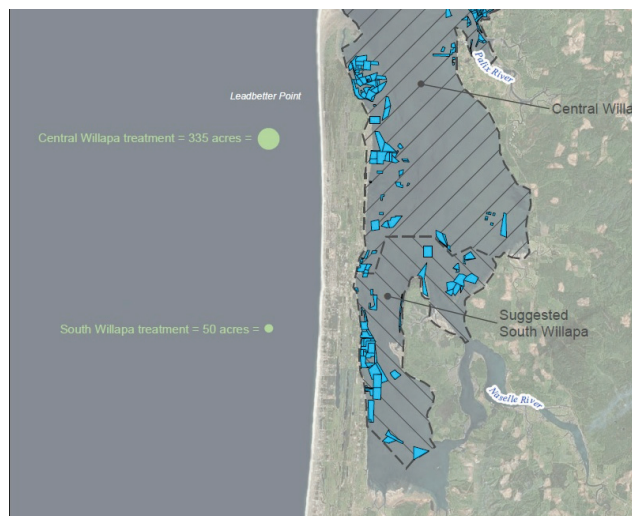 Palix River
Leadbetter Point
Central Willa
Central Willapa treatment = 335 acres =
Suggested
South Willapa
South Willapa treatment = 50 acres =
Naselle River